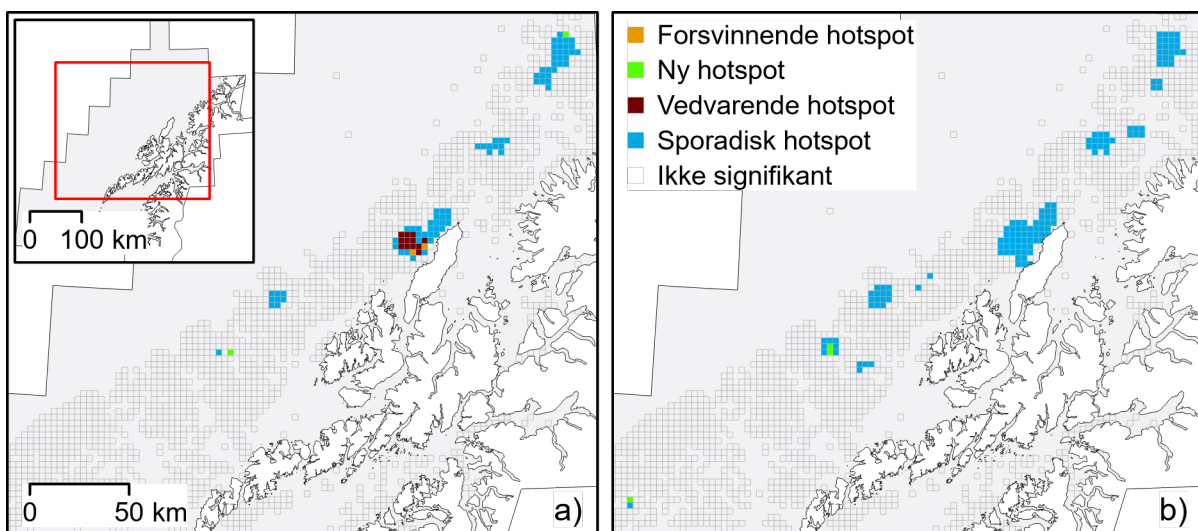 0 100 km
0 50 km
a)
Forsvinnende hotspot
Ny hotspot
Vedvarende hotspot
Sporadisk hotspot
Ikke signifikant
b)